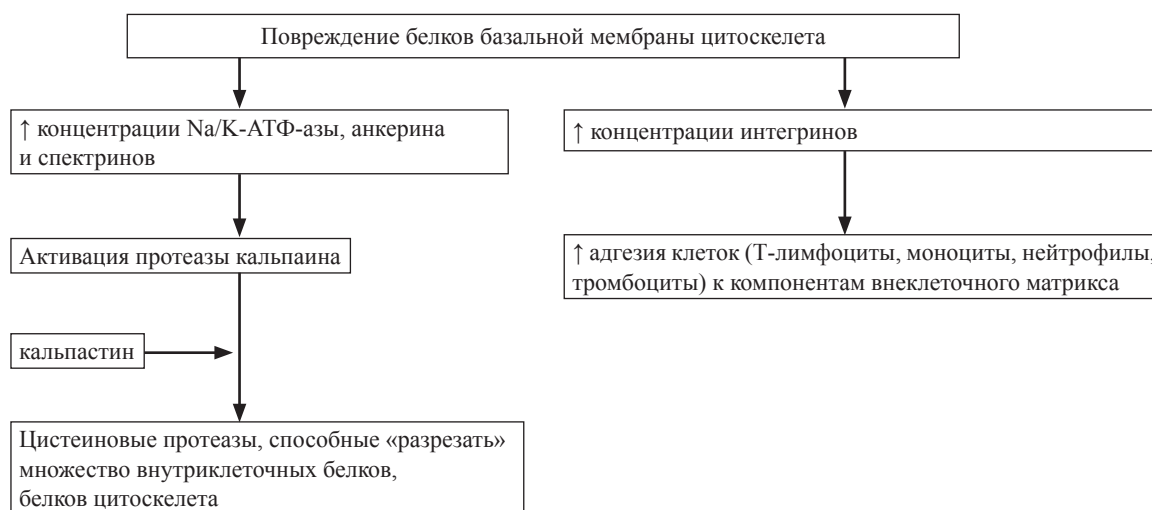 Повреждение белков базальной мембраны цитоскелета
↑ концентрации Na/K-АТФ-азы, анкерина
и спектринов
↑ концентрации интегринов
Активация протеазы кальпаина
↑ адгезия клеток (Т-лимфоциты, моноциты, нейтрофилы,
тромбоциты) к компонентам внеклеточного матрикса
кальпастин
Цистеиновые протеазы, способные «разрезать»
множество внутриклеточных белков,
белков цитоскелета